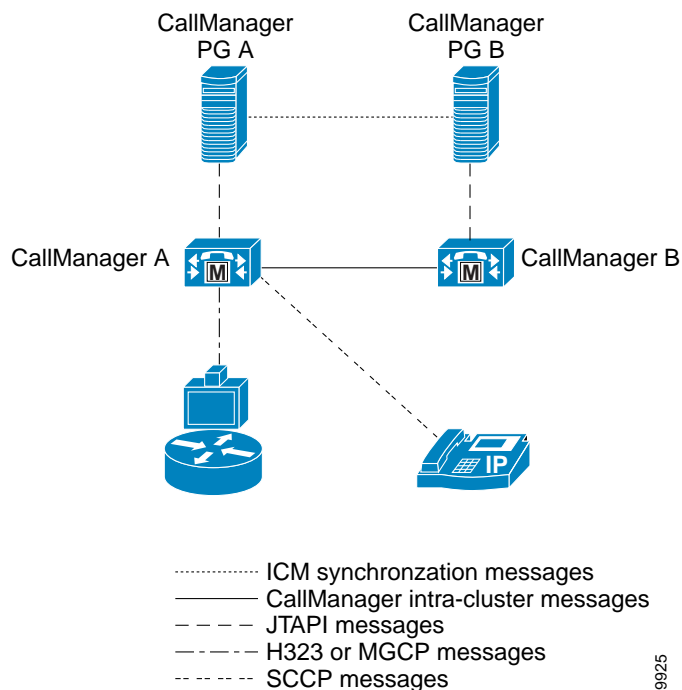 CallManager
PG A
CallManager
PG B
CallManager A
M
M
CallManager B
IP
ICM synchronzation messages
CallManager intra-cluster messages
JTAPI messages
H323 or MGCP messages
SCCP messages
9925